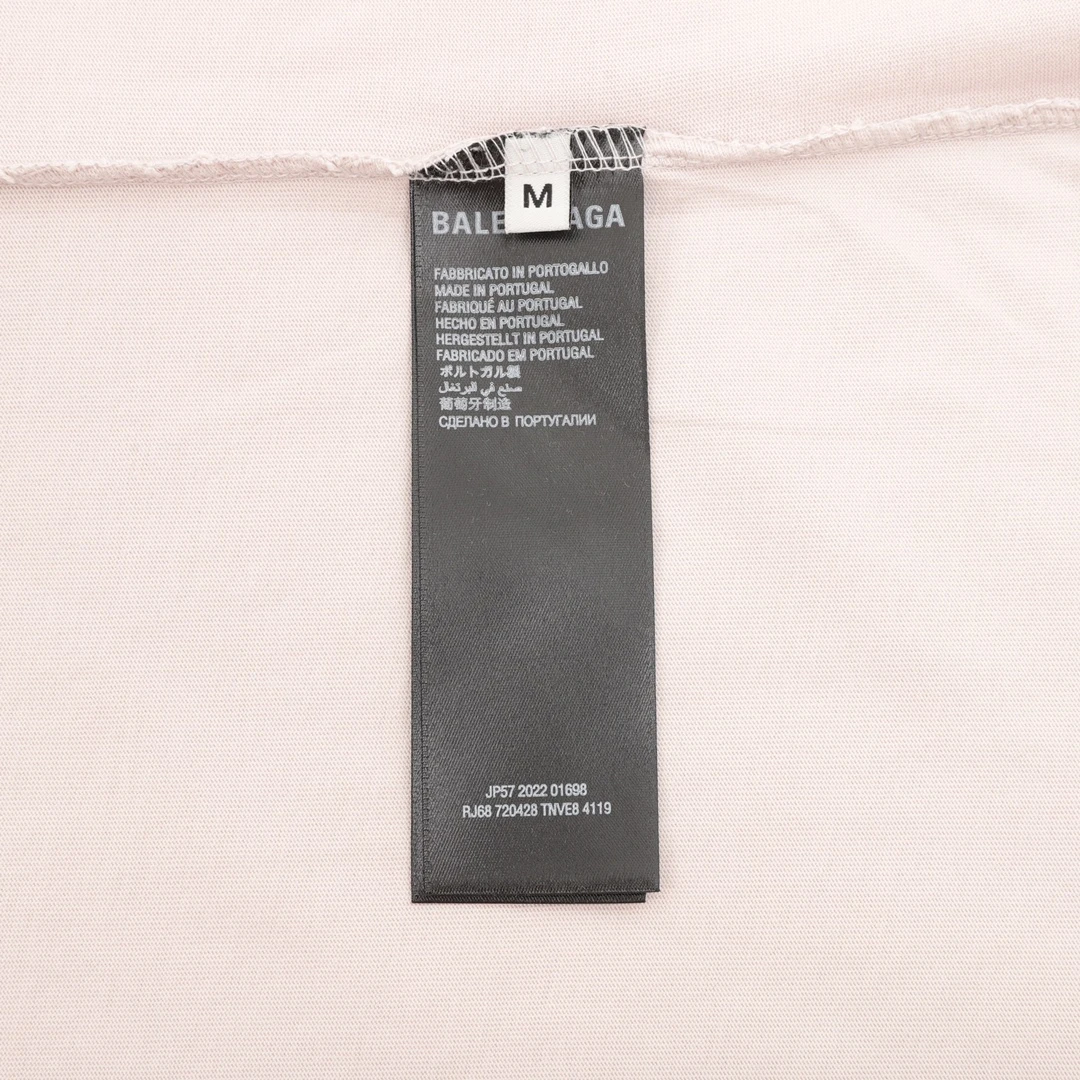 M
BALE AGA
FABBRICATO IN PORTOGALLO
MADE IN PORTUGAL
FABRIQUÉ AU PORTUGAL
HECHO EN PORTUGAL
HERGESTELLT IN PORTUGAL
FABRICADO EM PORTUGAL
ポルトガル製
صنع في البرتغال
葡萄牙制造
СДЕЛАНО В ПОРТУГАЛИИ
JP57 2022 01698
RJ68 720428 TNVE8 4119